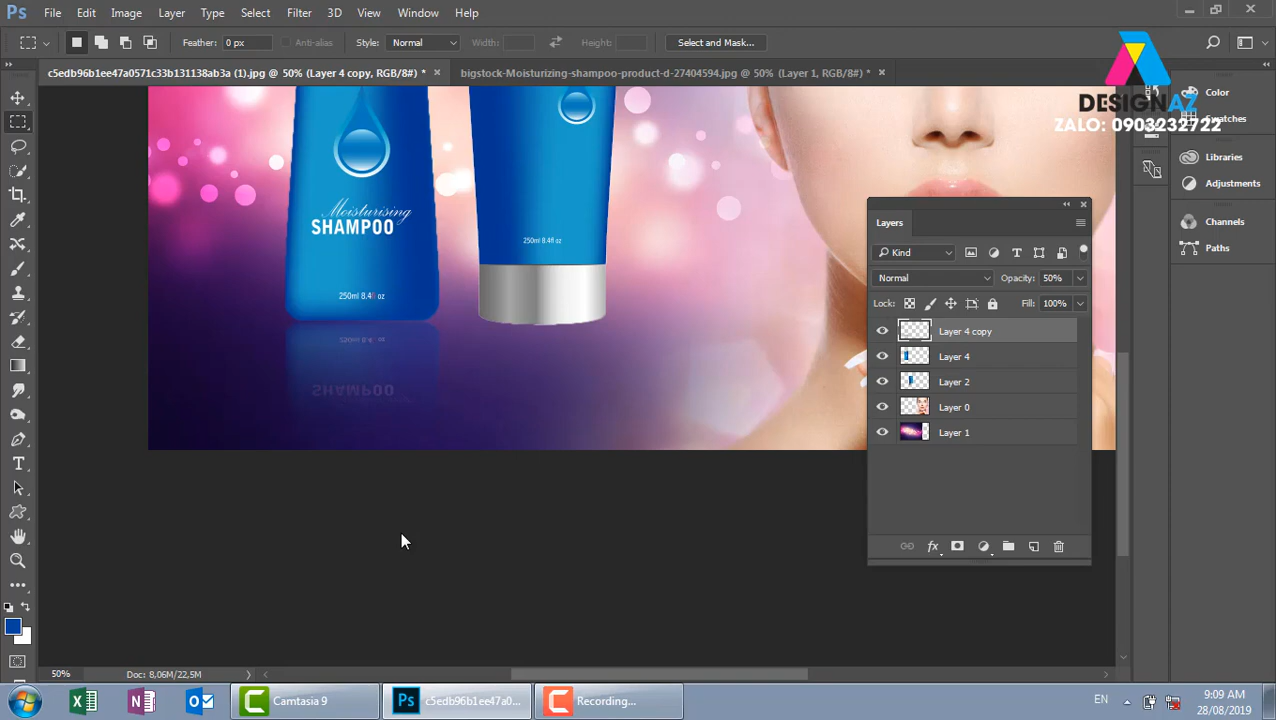 Ps File Edit Image Layer Type Select Filter 3D View Window Help
Feather: 0 px Anti-alias Style: Normal Width: Height: Select and Mask...
c5edb96b1ee47a0571c33b131138ab3a (1).jpg @ 50% (Layer 4 copy, RGB/8#) * × bigstock-Moisturizing-shampoo-product-d-27404594.jpg @ 50% (Layer 1, RGB/8#) * ×
DESIGNAZ
ZALO: 0903232722
Color
Swatches
Libraries
Adjustments
Channels
Paths
Moisturising
SHAMPOO
250ml 8.4fl oz
250ml 8.4fl oz
SHAMPOO
Layers
Kind
Normal Opacity: 50%
Lock: Fill: 100%
Layer 4 copy
Layer 4
Layer 2
Layer 0
Layer 1
fx
50% Doc: 8,06M/22,5M
Camtasia 9
Ps c5edb96b1ee47a0...
Recording...
EN
9:09 AM
28/08/2019